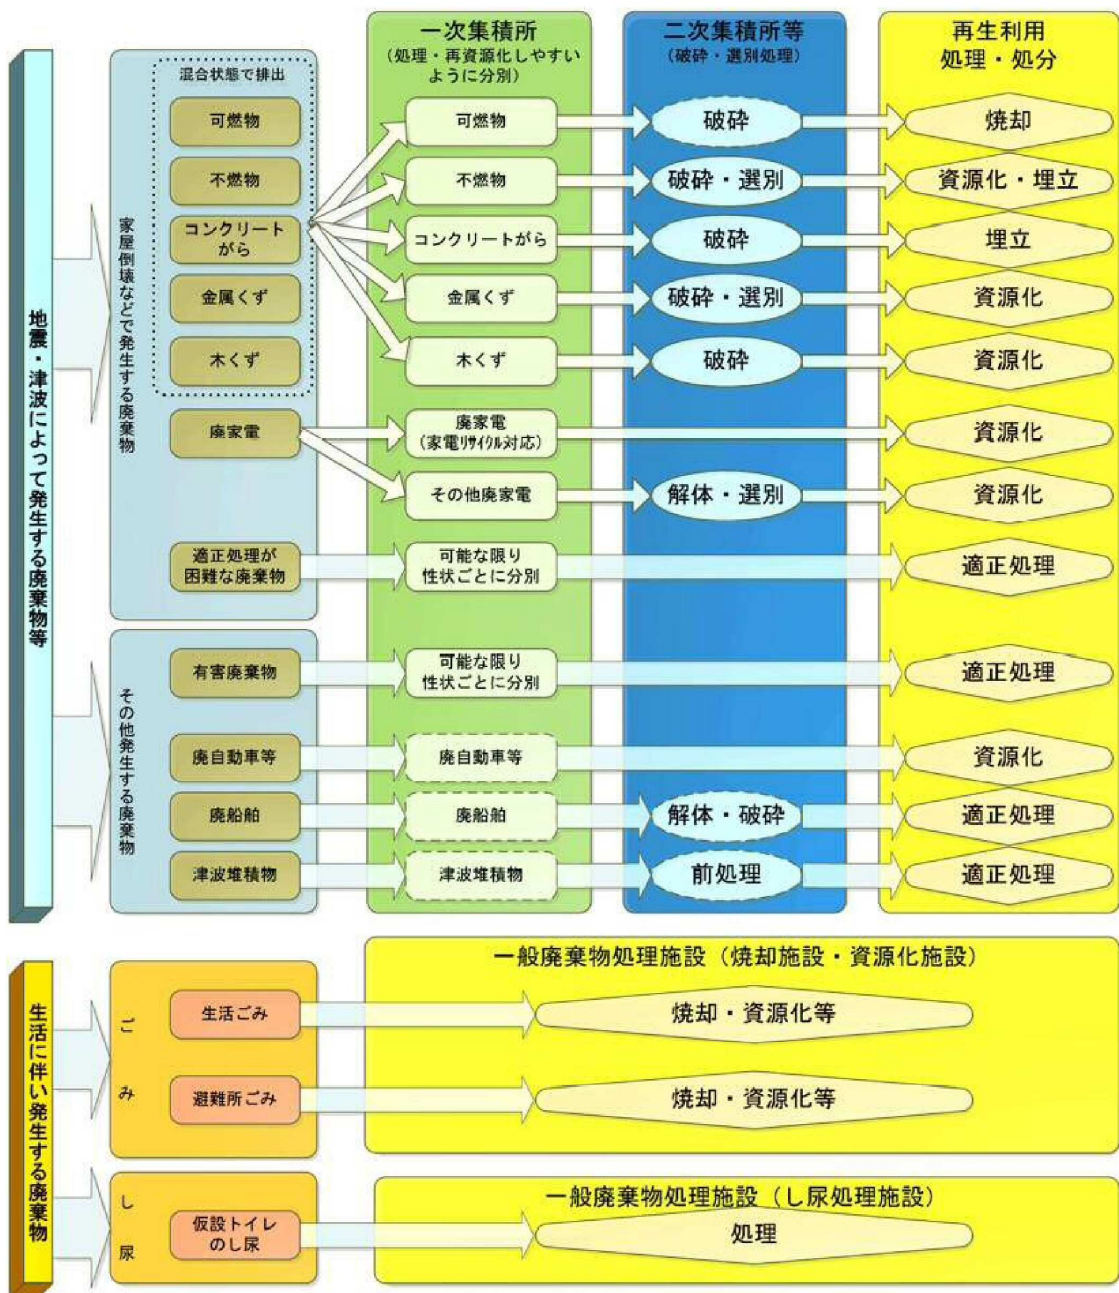 一次集積所
（処理・再資源化しやすい
ように分別）
二次集積所等
（破砕・選別処理）
再生利用
処理・処分
地震・津波によって発生する廃棄物等
家屋倒壊などで発生する廃棄物
混合状態で排出
可燃物
可燃物
破砕
焼却
不燃物
不燃物
破砕・選別
資源化・埋立
コンクリート
がら
コンクリートがら
破砕
埋立
金属くず
金属くず
破砕・選別
資源化
木くず
木くず
破砕
資源化
廃家電
廃家電
（家電リサイクル対応）
資源化
その他廃家電
解体・選別
資源化
適正処理が
困難な廃棄物
可能な限り
性状ごとに分別
適正処理
その他発生する廃棄物
有害廃棄物
可能な限り
性状ごとに分別
適正処理
廃自動車等
廃自動車等
資源化
廃船舶
廃船舶
解体・破砕
適正処理
津波堆積物
津波堆積物
前処理
適正処理
生活に伴い発生する廃棄物
ごみ
一般廃棄物処理施設（焼却施設・資源化施設）
生活ごみ
焼却・資源化等
避難所ごみ
焼却・資源化等
し尿
一般廃棄物処理施設（し尿処理施設）
仮設トイレ
のし尿
処理